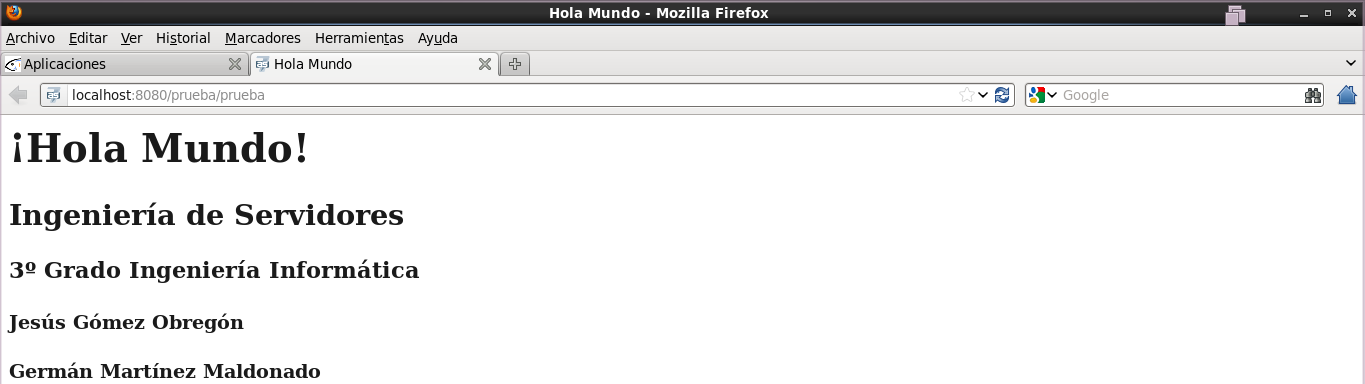 Hola Mundo - Mozilla Firefox
Archivo Editar Ver Historial Marcadores Herramientas Ayuda
Aplicaciones Hola Mundo
localhost:8080/prueba/prueba Google
¡Hola Mundo!
Ingeniería de Servidores
3º Grado Ingeniería Informática
Jesús Gómez Obregón
Germán Martínez Maldonado